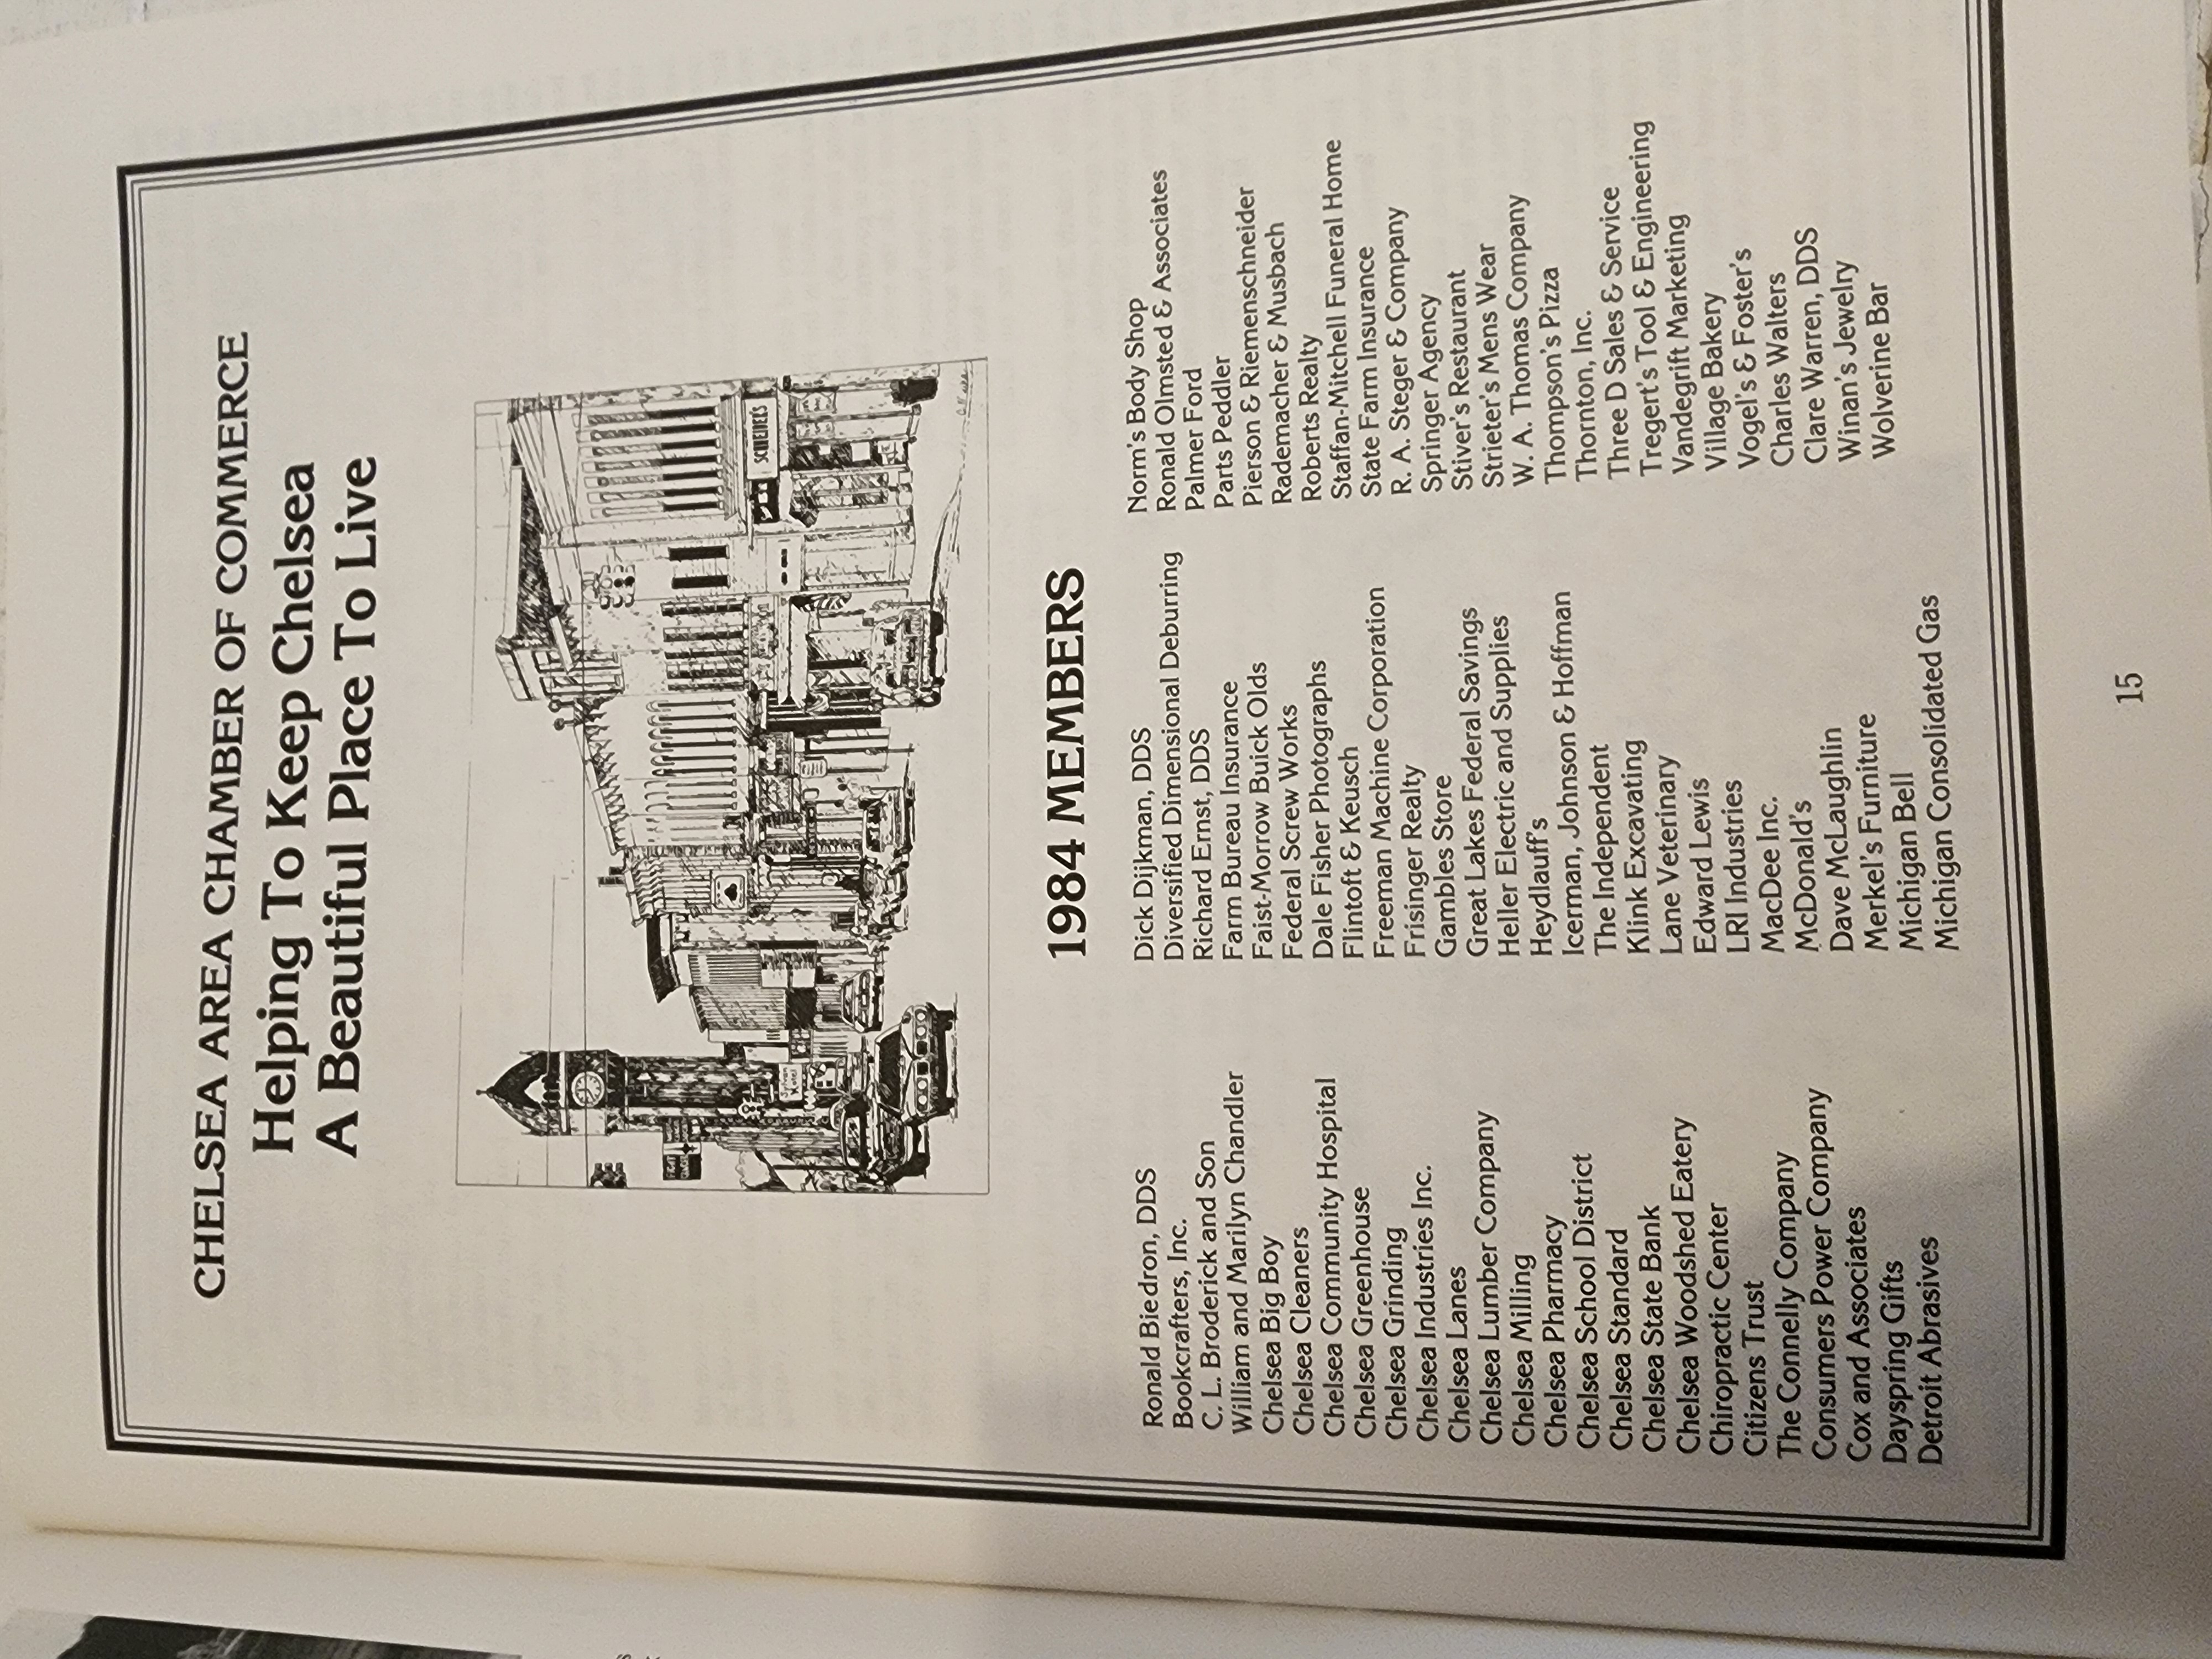 CHELSEA AREA CHAMBER OF COMMERCE
Helping To Keep Chelsea
A Beautiful Place To Live
SCHNEIDER'S
1984 MEMBERS
Ronald Biedron, DDS
Bookcrafters, Inc.
C. L. Broderick and Son
William and Marilyn Chandler
Chelsea Big Boy
Chelsea Cleaners
Chelsea Community Hospital
Chelsea Greenhouse
Chelsea Grinding
Chelsea Industries Inc.
Chelsea Lanes
Chelsea Lumber Company
Chelsea Milling
Chelsea Pharmacy
Chelsea School District
Chelsea Standard
Chelsea State Bank
Chelsea Woodshed Eatery
Chiropractic Center
Citizens Trust
The Connelly Company
Consumers Power Company
Cox and Associates
Dayspring Gifts
Detroit Abrasives
Dick Dijkman, DDS
Diversified Dimensional Deburring
Richard Ernst, DDS
Farm Bureau Insurance
Faist-Morrow Buick Olds
Federal Screw Works
Dale Fisher Photographs
Flintoft & Keusch
Freeman Machine Corporation
Frisinger Realty
Gambles Store
Great Lakes Federal Savings
Heller Electric and Supplies
Heydlauff's
Icerman, Johnson & Hoffman
The Independent
Klink Excavating
Lane Veterinary
Edward Lewis
LRI Industries
MacDee Inc.
McDonald's
Dave McLaughlin
Merkel's Furniture
Michigan Bell
Michigan Consolidated Gas
Norm's Body Shop
Ronald Olmsted & Associates
Palmer Ford
Parts Peddler
Pierson & Riemenschneider
Rademacher & Musbach
Roberts Realty
Staffan-Mitchell Funeral Home
State Farm Insurance
R. A. Steger & Company
Springer Agency
Stiver's Restaurant
Strieter's Mens Wear
W. A. Thomas Company
Thompson's Pizza
Thornton, Inc.
Three D Sales & Service
Tregert's Tool & Engineering
Vandegrift Marketing
Village Bakery
Vogel's & Foster's
Charles Walters
Clare Warren, DDS
Winan's Jewelry
Wolverine Bar
15